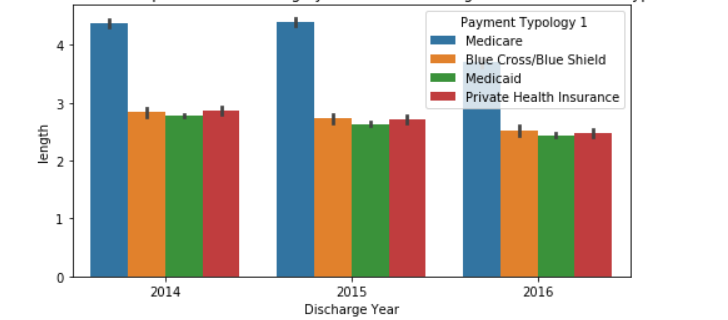 Payment Typology 1
Medicare
Blue Cross/Blue Shield
Medicaid
Private Health Insurance
length
4
3
2
1
0
2014 2015 2016
Discharge Year